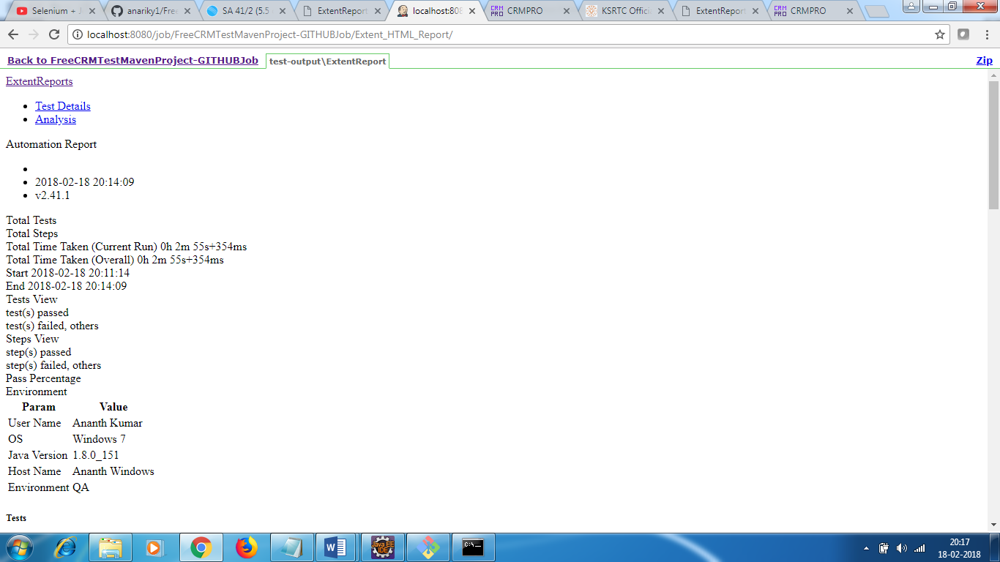 Selenium + J
anariky1/Free
SA 41/2 (5.5
ExtentReport
localhost:808
CRMPRO
KSRTC Offici
ExtentReport
CRMPRO
localhost:8080/job/FreeCRMTestMavenProject-GITHUBJob/Extent_HTML_Report/
Back to FreeCRMTestMavenProject-GITHUBJob test-output\ExtentReport Zip
ExtentReports
Test Details
Analysis
Automation Report
2018-02-18 20:14:09
v2.41.1
Total Tests
Total Steps
Total Time Taken (Current Run) 0h 2m 55s+354ms
Total Time Taken (Overall) 0h 2m 55s+354ms
Start 2018-02-18 20:11:14
End 2018-02-18 20:14:09
Tests View
test(s) passed
test(s) failed, others
Steps View
step(s) passed
step(s) failed, others
Pass Percentage
Environment
Param Value
User Name Ananth Kumar
OS Windows 7
Java Version 1.8.0_151
Host Name Ananth Windows
Environment QA
Tests
Java EE
IDE
C:\_
20:17
18-02-2018